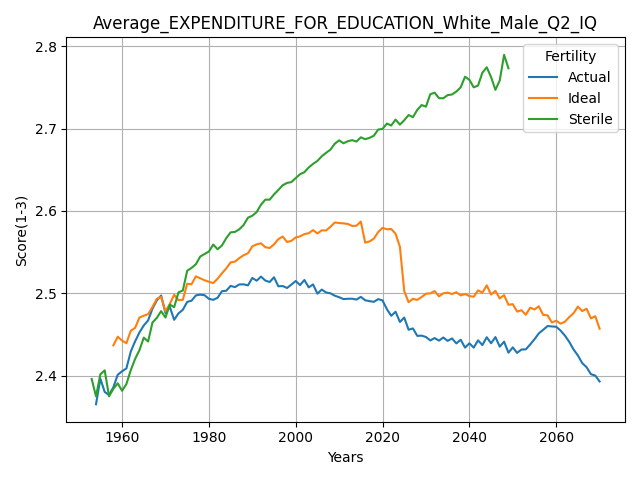 Average_EXPENDITURE_FOR_EDUCATION_White_Male_Q2_IQ
Fertility
Actual
Ideal
Sterile
Score(1-3)
2.8
2.7
2.6
2.5
2.4
1960 1980 2000 2020 2040 2060
Years